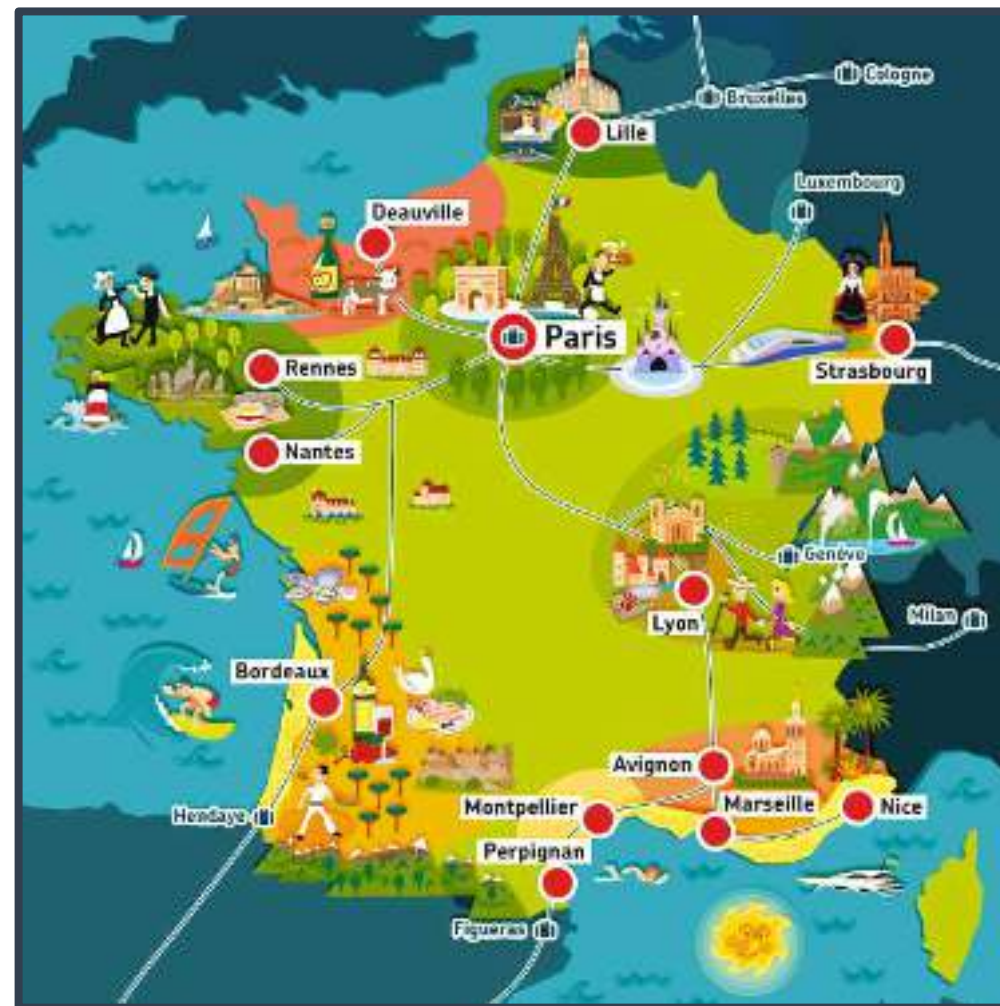 Cologne
Bruxelles
Lille
Luxembourg
Deauville
Paris
Rennes
Strasbourg
Nantes
Genève
Lyon
Milan
Bordeaux
Avignon
Montpellier
Marseille
Nice
Hendaye
Perpignan
Figueras